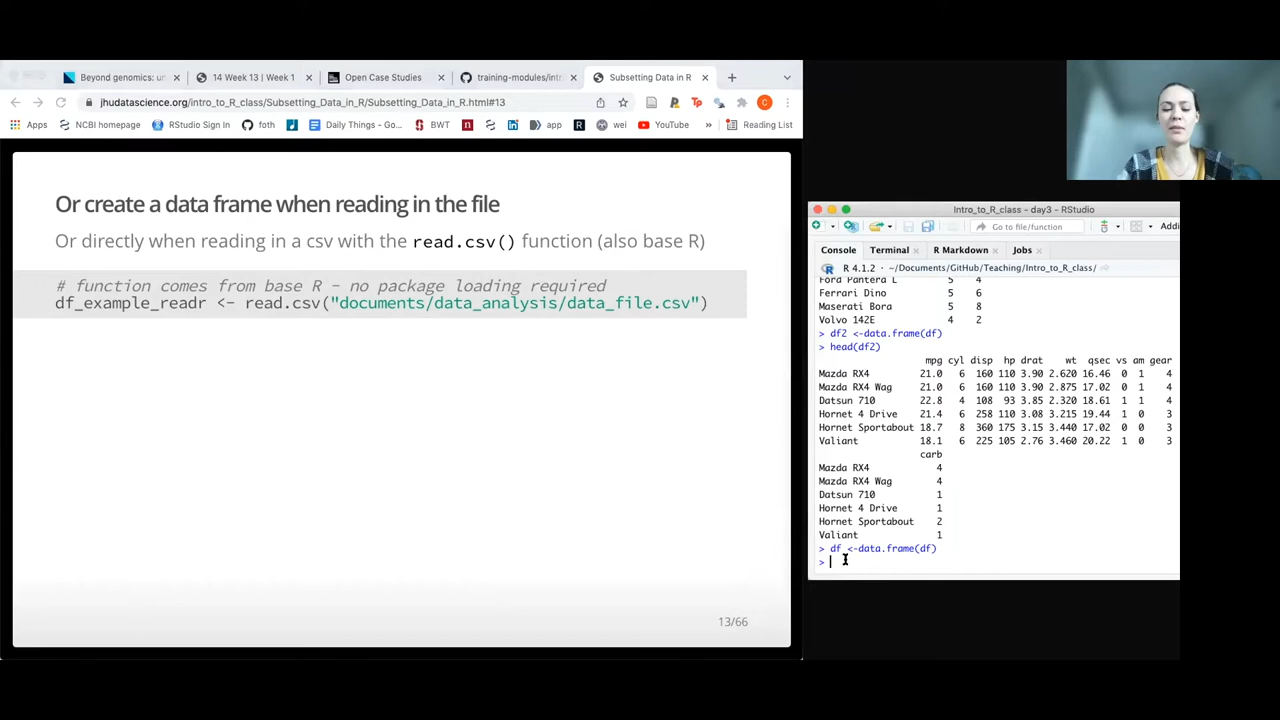 Beyond genomics: un
14 Week 13 | Week 1
Open Case Studies
training-modules/intr
Subsetting Data in R
jhudatascience.org/intro_to_R_class/Subsetting_Data_in_R/Subsetting_Data_in_R.html#13
Apps
NCBI homepage
RStudio Sign In
foth
Daily Things - Go...
BWT
app
wei
YouTube
»
Reading List
Or create a data frame when reading in the file
Or directly when reading in a csv with the read.csv() function (also base R)
# function comes from base R - no package loading required
df_example_readr <- read.csv("documents/data_analysis/data_file.csv")
13/66
Intro_to_R_class - day3 - RStudio
Go to file/function
Addi
Console
Terminal
R Markdown
Jobs
R 4.1.2 · ~/Documents/GitHub/Teaching/Intro_to_R_class/
Ford Pantera L 5 4
Ferrari Dino 5 6
Maserati Bora 5 8
Volvo 142E 4 2
> df2 <-data.frame(df)
> head(df2)
mpg cyl disp hp drat wt qsec vs am gear
Mazda RX4 21.0 6 160 110 3.90 2.620 16.46 0 1 4
Mazda RX4 Wag 21.0 6 160 110 3.90 2.875 17.02 0 1 4
Datsun 710 22.8 4 108 93 3.85 2.320 18.61 1 1 4
Hornet 4 Drive 21.4 6 258 110 3.08 3.215 19.44 1 0 3
Hornet Sportabout 18.7 8 360 175 3.15 3.440 17.02 0 0 3
Valiant 18.1 6 225 105 2.76 3.460 20.22 1 0 3
carb
Mazda RX4 4
Mazda RX4 Wag 4
Datsun 710 1
Hornet 4 Drive 1
Hornet Sportabout 2
Valiant 1
> df <-data.frame(df)
>